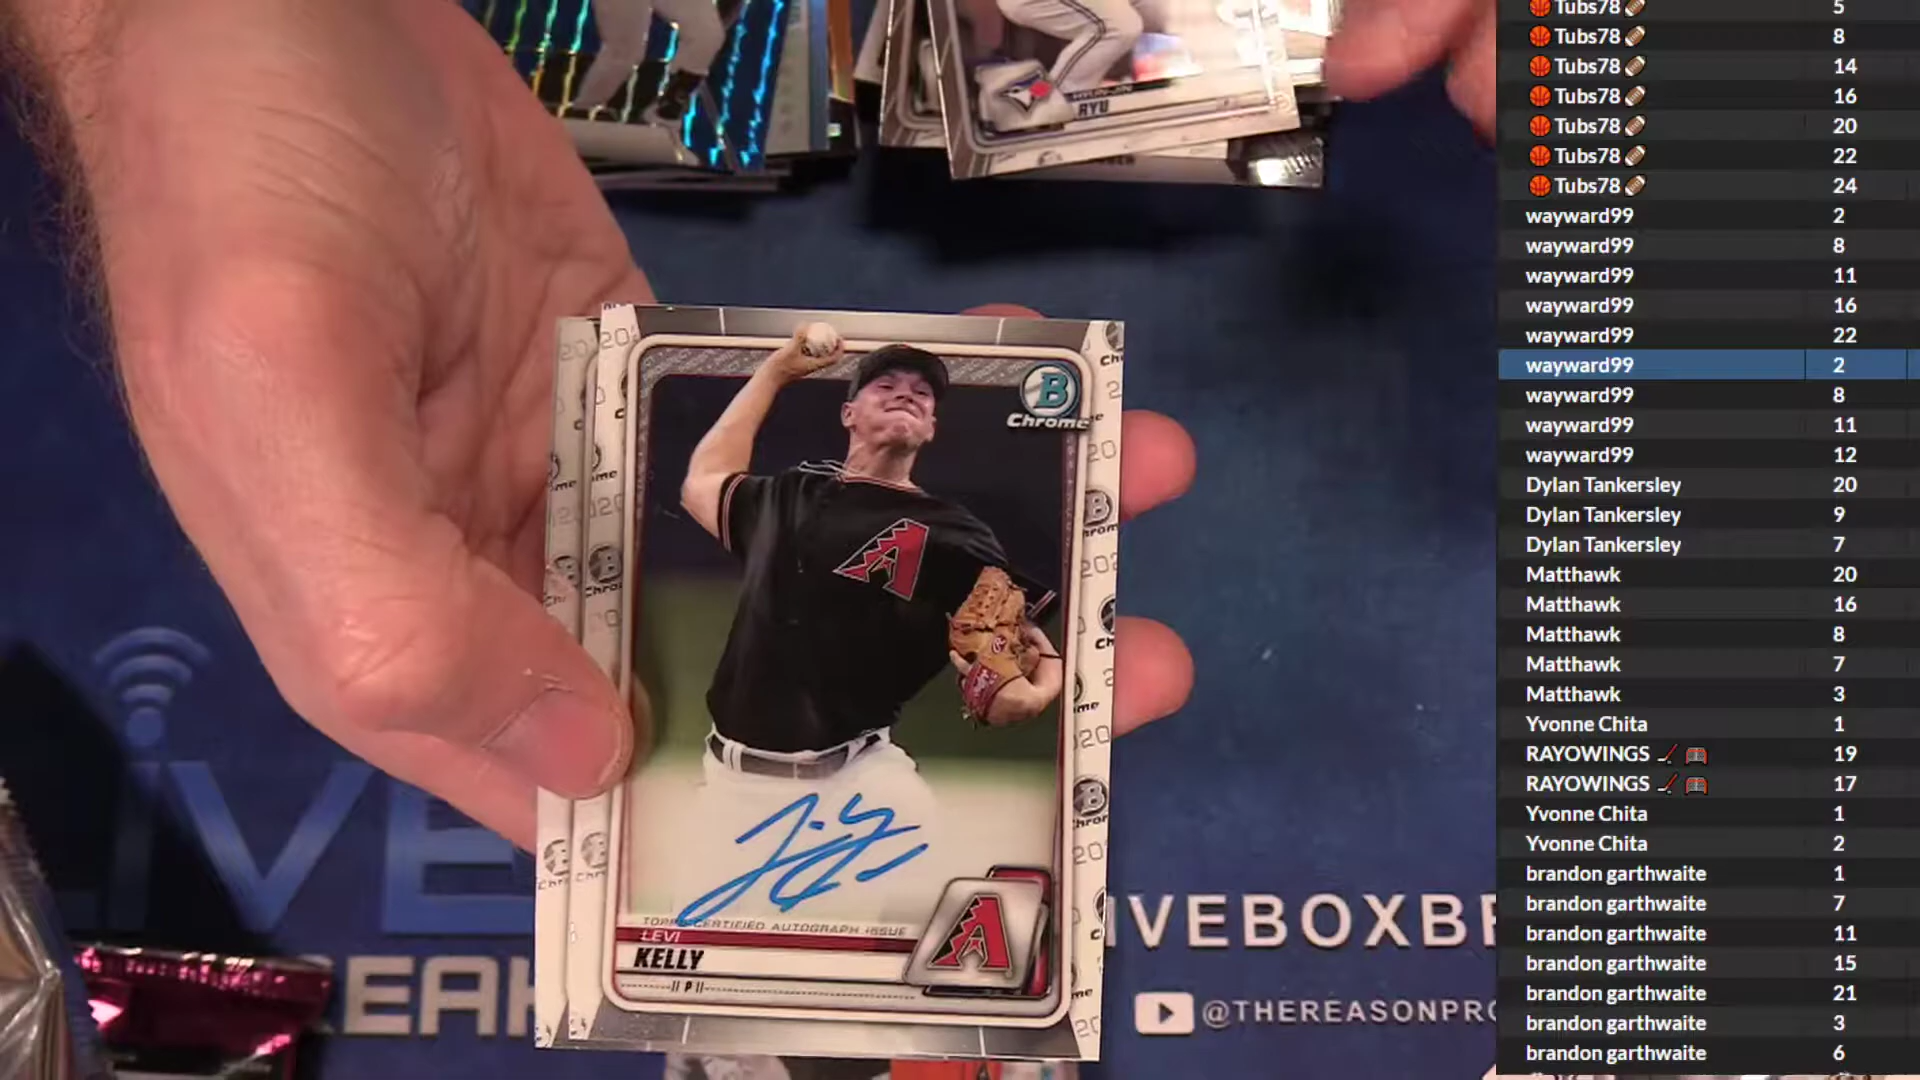 Tubs78 5
Tubs78 8
Tubs78 14
Tubs78 16
Tubs78 20
Tubs78 22
Tubs78 24
wayward99 2
wayward99 8
wayward99 11
wayward99 16
wayward99 22
wayward99 2
wayward99 8
wayward99 11
wayward99 12
Dylan Tankersley 20
Dylan Tankersley 9
Dylan Tankersley 7
Matthawk 20
Matthawk 16
Matthawk 8
Matthawk 7
Matthawk 3
Yvonne Chita 1
RAYOWINGS 19
RAYOWINGS 17
Yvonne Chita 1
Yvonne Chita 2
brandon garthwaite 1
brandon garthwaite 7
brandon garthwaite 11
brandon garthwaite 15
brandon garthwaite 21
brandon garthwaite 3
brandon garthwaite 6
RYU
B
Chrome
A
TOPPS CERTIFIED AUTOGRAPH ISSUE
LEVI
KELLY
P
A
LIVE
IVEBOXB
@THEREASONPRO